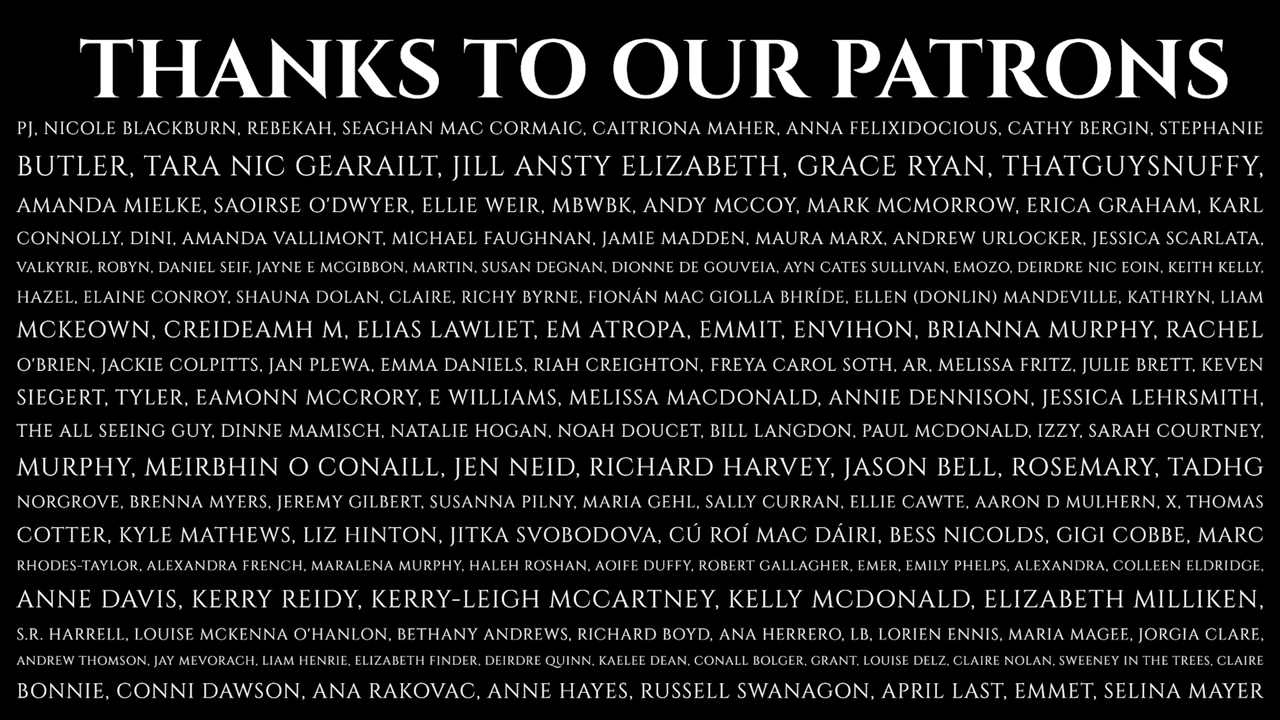 THANKS TO OUR PATRONS
PJ, NICOLE BLACKBURN, REBEKAH, SEAGHAN MAC CORMAIC, CAITRIONA MAHER, ANNA FELIXIDOCIOUS, CATHY BERGIN, STEPHANIE
BUTLER, TARA NIC GEARAILT, JILL ANSTY ELIZABETH, GRACE RYAN, THATGUYSNUFFY,
AMANDA MIELKE, SAOIRSE O'DWYER, ELLIE WEIR, MBWBK, ANDY MCCOY, MARK MCMORROW, ERICA GRAHAM, KARL
CONNOLLY, DINI, AMANDA VALLIMONT, MICHAEL FAUGHNAN, JAMIE MADDEN, MAURA MARX, ANDREW URLOCKER, JESSICA SCARLATA,
VALKYRIE, ROBYN, DANIEL SEIF, JAYNE E MCGIBBON, MARTIN, SUSAN DEGNAN, DIONNE DE GOUVEIA, AYN CATES SULLIVAN, EMOZO, DEIRDRE NIC EOIN, KEITH KELLY,
HAZEL, ELAINE CONROY, SHAUNA DOLAN, CLAIRE, RICHY BYRNE, FIONÁN MAC GIOLLA BHRÍDE, ELLEN (DONLIN) MANDEVILLE, KATHRYN, LIAM
MCKEOWN, CREIDEAMH M, ELIAS LAWLIET, EM ATROPA, EMMIT, ENVIHON, BRIANNA MURPHY, RACHEL
O'BRIEN, JACKIE COLPITTS, JAN PLEWA, EMMA DANIELS, RIAH CREIGHTON, FREYA CAROL SOTH, AR, MELISSA FRITZ, JULIE BRETT, KEVEN
SIEGERT, TYLER, EAMONN MCCRORY, E WILLIAMS, MELISSA MACDONALD, ANNIE DENNISON, JESSICA LEHRSMITH,
THE ALL SEEING GUY, DINNE MAMISCH, NATALIE HOGAN, NOAH DOUCET, BILL LANGDON, PAUL MCDONALD, IZZY, SARAH COURTNEY,
MURPHY, MEIRBHIN O CONAILL, JEN NEID, RICHARD HARVEY, JASON BELL, ROSEMARY, TADHG
NORGROVE, BRENNA MYERS, JEREMY GILBERT, SUSANNA PILNY, MARIA GEHL, SALLY CURRAN, ELLIE CAWTE, AARON D MULHERN, X, THOMAS
COTTER, KYLE MATHEWS, LIZ HINTON, JITKA SVOBODOVA, CÚ ROÍ MAC DÁIRI, BESS NICOLDS, GIGI COBBE, MARC
RHODES-TAYLOR, ALEXANDRA FRENCH, MARALENA MURPHY, HALEH ROSHAN, AOIFE DUFFY, ROBERT GALLAGHER, EMER, EMILY PHELPS, ALEXANDRA, COLLEEN ELDRIDGE,
ANNE DAVIS, KERRY REIDY, KERRY-LEIGH MCCARTNEY, KELLY MCDONALD, ELIZABETH MILLIKEN,
S.R. HARRELL, LOUISE MCKENNA O'HANLON, BETHANY ANDREWS, RICHARD BOYD, ANA HERRERO, LB, LORIEN ENNIS, MARIA MAGEE, JORGIA CLARE,
ANDREW THOMSON, JAY MEVORACH, LIAM HENRIE, ELIZABETH FINDER, DEIRDRE QUINN, KAELEE DEAN, CONALL BOLGER, GRANT, LOUISE DELZ, CLAIRE NOLAN, SWEENEY IN THE TREES, CLAIRE
BONNIE, CONNI DAWSON, ANA RAKOVAC, ANNE HAYES, RUSSELL SWANAGON, APRIL LAST, EMMET, SELINA MAYER